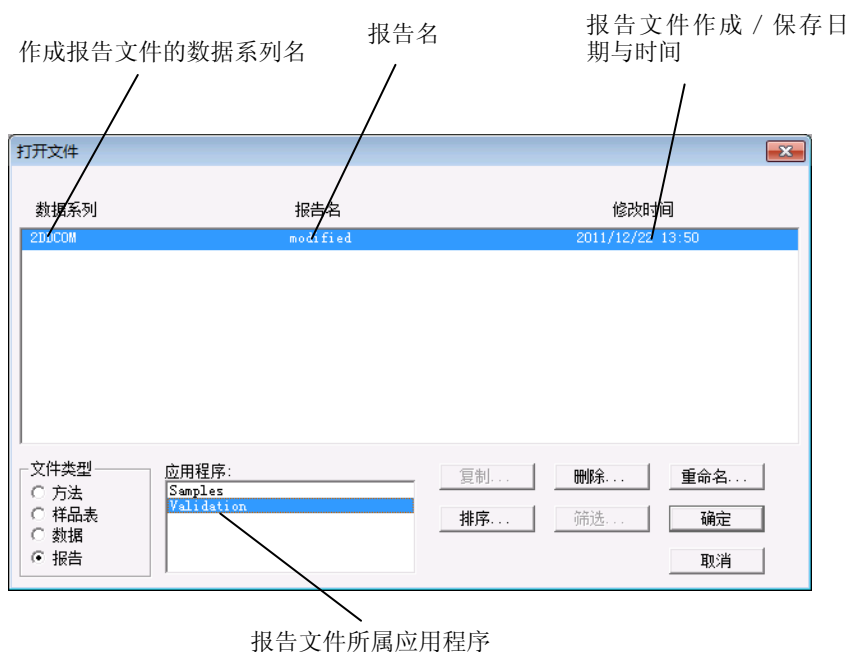 作成报告文件的数据系列名
报告名
报告文件作成 / 保存日
期与时间
打开文件
数据系列 报告名 修改时间
2DDCOM modified 2011/12/22 13:50
文件类型
方法
样品表
数据
报告
应用程序:
Samples
Validation
复制... 删除... 重命名...
排序... 筛选... 确定
取消
报告文件所属应用程序